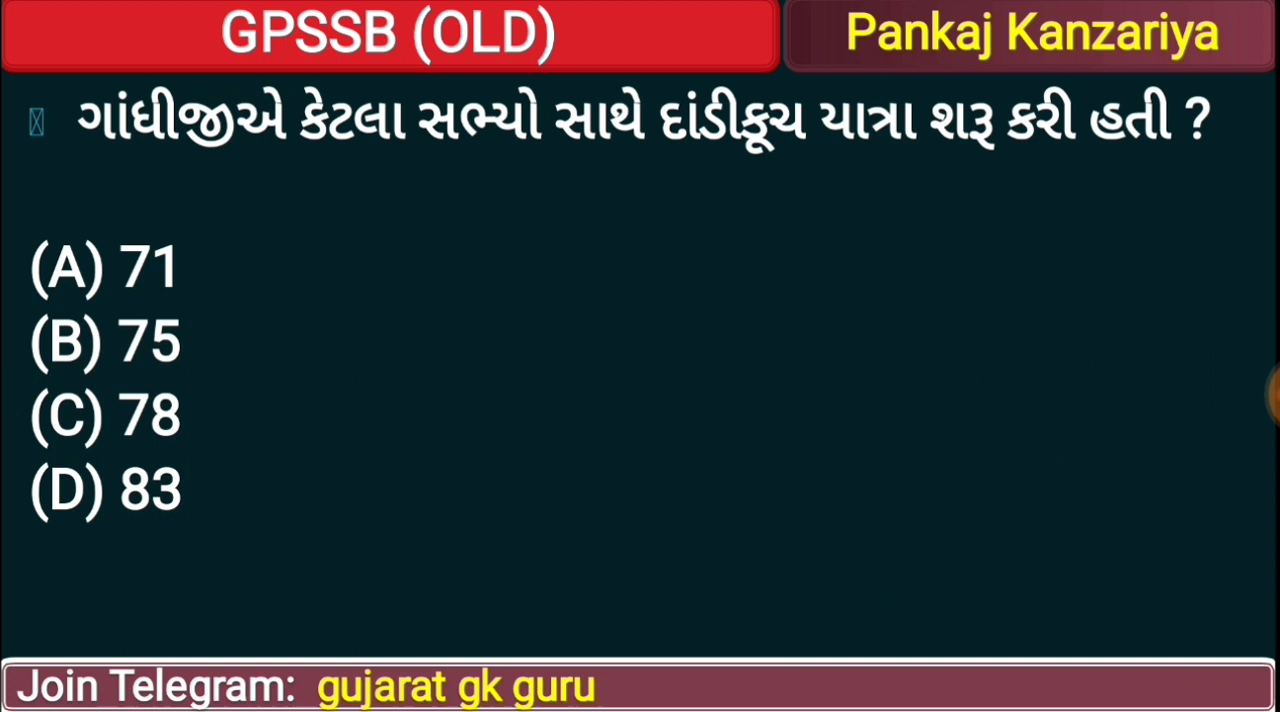 GPSSB (OLD)
Pankaj Kanzariya
ગાંધીજીએ કેટલા સભ્યો સાથે દાંડીકૂચ યાત્રા શરૂ કરી હતી ?
(A) 71
(B) 75
(C) 78
(D) 83
Join Telegram: gujarat gk guru